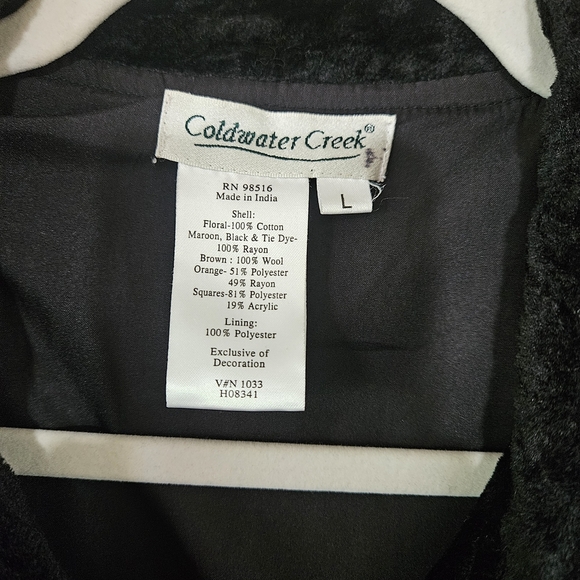 Coldwater Creek®
L
RN 98516
Made in India
Shell:
Floral-100% Cotton
Maroon, Black & Tie Dye-
100% Rayon
Brown : 100% Wool
Orange- 51% Polyester
49% Rayon
Squares-81% Polyester
19% Acrylic
Lining:
100% Polyester
Exclusive of
Decoration
V#N 1033
H08341